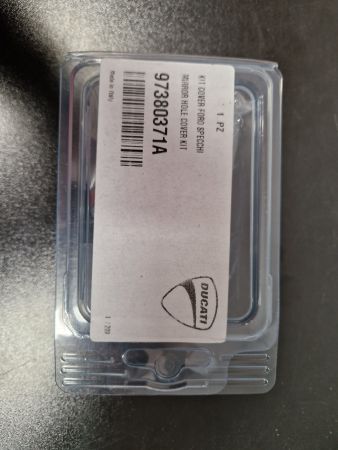 1 PZ
KIT COVER FORO SPECCHI
MIRROR HOLE COVER KIT
97380371A
Made in Italy
DUCATI